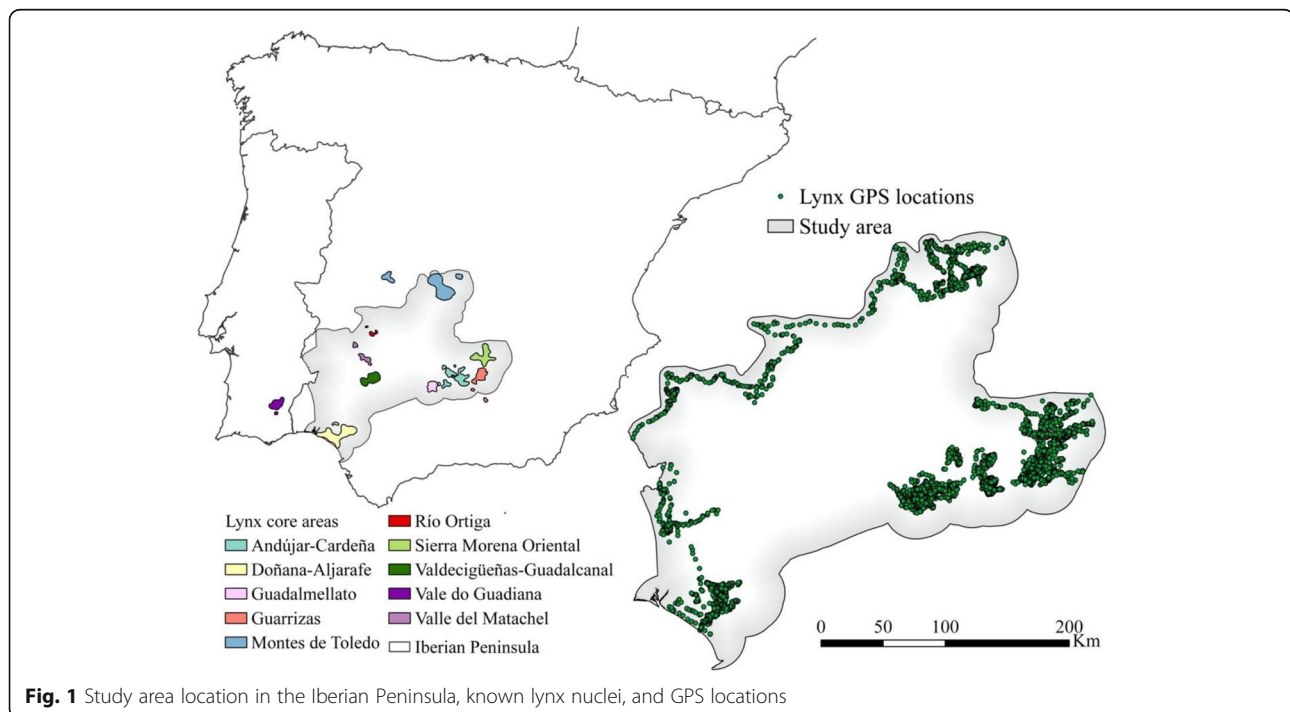 Lynx GPS locations
Study area
Lynx core areas
Andújar-Cardeña
Doñana-Aljarafe
Guadalmellato
Guarrizas
Montes de Toledo
Río Ortiga
Sierra Morena Oriental
Valdecigüeñas-Guadalcanal
Vale do Guadiana
Valle del Matachel
Iberian Peninsula
0 50 100 200
Km
Fig. 1 Study area location in the Iberian Peninsula, known lynx nuclei, and GPS locations